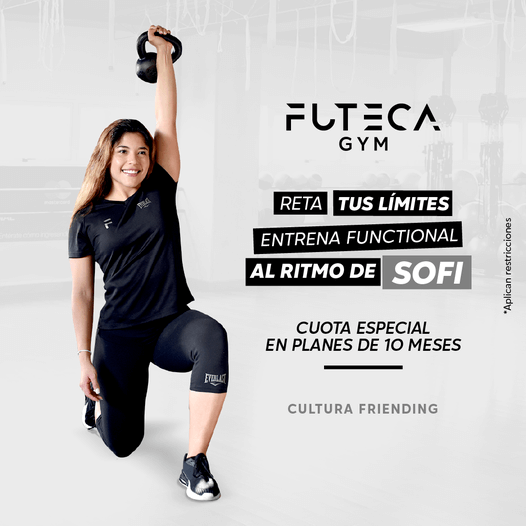 FUTECA
GYM
RETA TUS LÍMITES
ENTRENA FUNCTIONAL
AL RITMO DE SOFI
CUOTA ESPECIAL
EN PLANES DE 10 MESES
CULTURA FRIENDING
*Aplican restricciones
EVERLAST